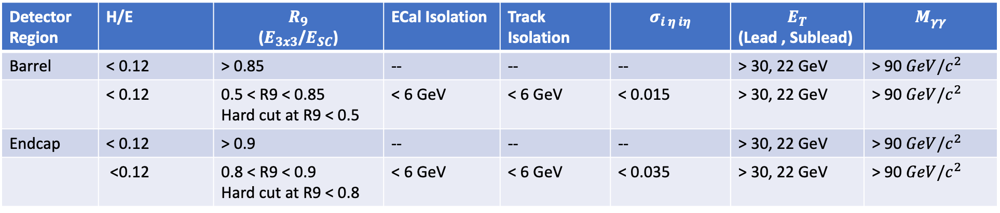 Detector Region | H/E | R₉ (E₃ₓ₃/E_SC) | ECal Isolation | Track Isolation | σ_iηiη | E_T (Lead , Sublead) | M_γγ
Barrel | < 0.12 | > 0.85 | -- | -- | -- | > 30, 22 GeV | > 90 GeV/c²
< 0.12 | 0.5 < R9 < 0.85 Hard cut at R9 < 0.5 | < 6 GeV | < 6 GeV | < 0.015 | > 30, 22 GeV | > 90 GeV/c²
Endcap | < 0.12 | > 0.9 | -- | -- | -- | > 30, 22 GeV | > 90 GeV/c²
<0.12 | 0.8 < R9 < 0.9 Hard cut at R9 < 0.8 | < 6 GeV | < 6 GeV | < 0.035 | > 30, 22 GeV | > 90 GeV/c²